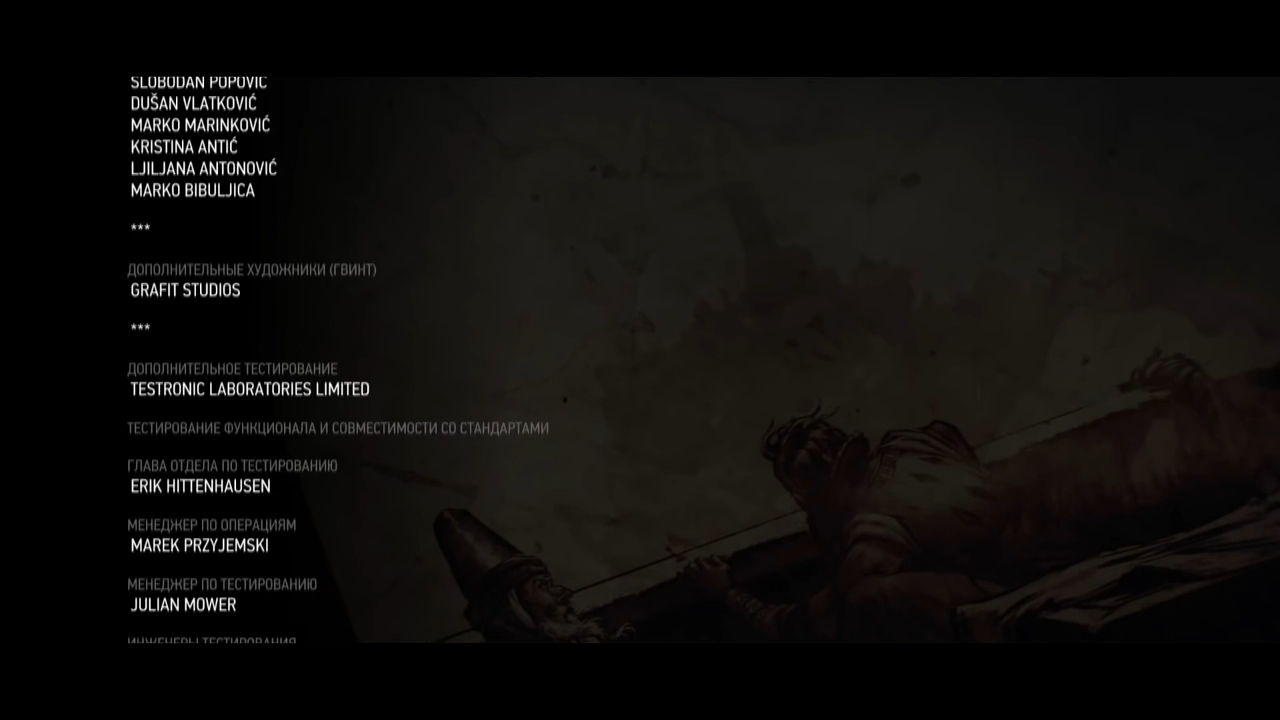 SLOBODAN POPOVIĆ
DUŠAN VLATKOVIĆ
MARKO MARINKOVIĆ
KRISTINA ANTIĆ
LJILJANA ANTONOVIĆ
MARKO BIBULJICA
***
ДОПОЛНИТЕЛЬНЫЕ ХУДОЖНИКИ (ГВИНТ)
GRAFIT STUDIOS
***
ДОПОЛНИТЕЛЬНОЕ ТЕСТИРОВАНИЕ
TESTRONIC LABORATORIES LIMITED
ТЕСТИРОВАНИЕ ФУНКЦИОНАЛА И СОВМЕСТИМОСТИ СО СТАНДАРТАМИ
ГЛАВА ОТДЕЛА ПО ТЕСТИРОВАНИЮ
ERIK HITTENHAUSEN
МЕНЕДЖЕР ПО ОПЕРАЦИЯМ
MAREK PRZYJEMSKI
МЕНЕДЖЕР ПО ТЕСТИРОВАНИЮ
JULIAN MOWER
ИНЖЕНЕРЫ ТЕСТИРОВАНИЯ